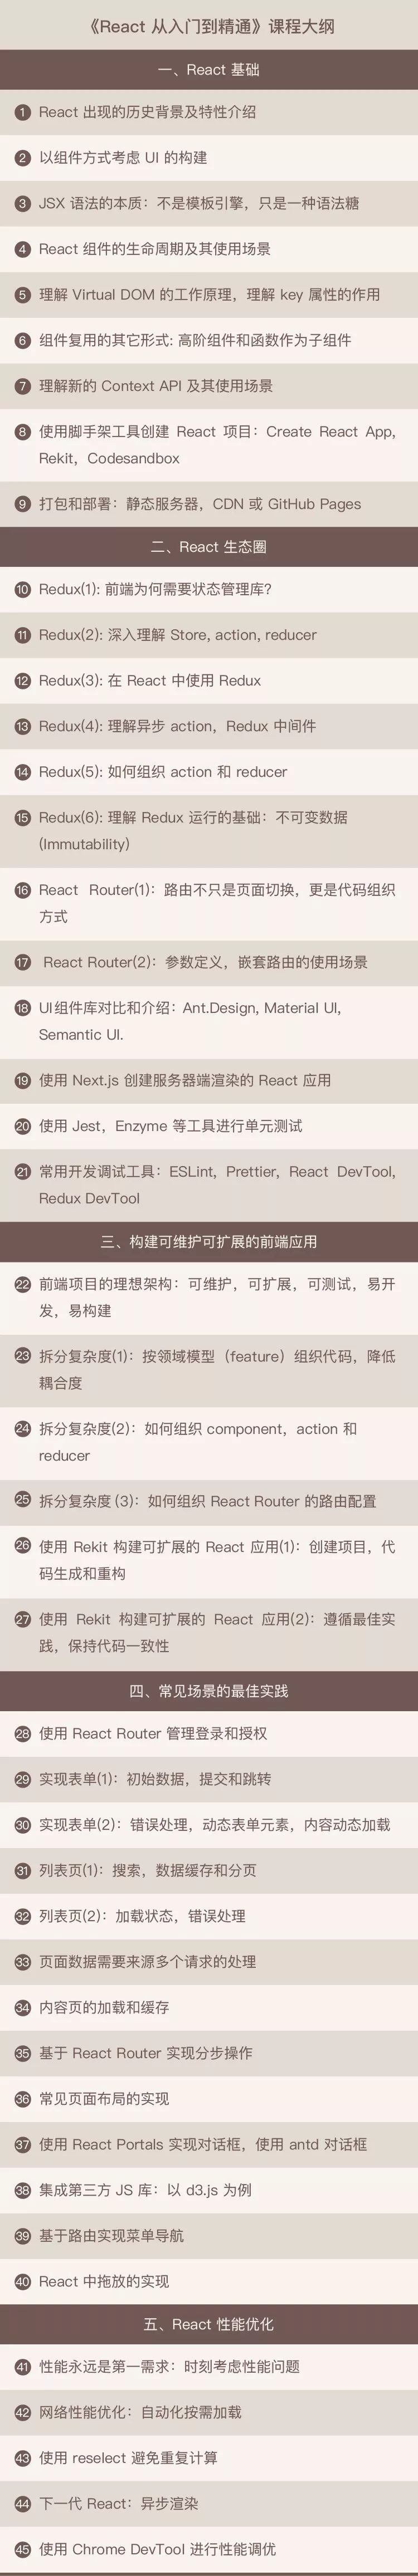 《React 从入门到精通》课程大纲
一、React 基础
1 React 出现的历史背景及特性介绍
2 以组件方式考虑 UI 的构建
3 JSX 语法的本质：不是模板引擎，只是一种语法糖
4 React 组件的生命周期及其使用场景
5 理解 Virtual DOM 的工作原理，理解 key 属性的作用
6 组件复用的其它形式: 高阶组件和函数作为子组件
7 理解新的 Context API 及其使用场景
8 使用脚手架工具创建 React 项目：Create React App,
Rekit，Codesandbox
9 打包和部署：静态服务器，CDN 或 GitHub Pages
二、React 生态圈
10 Redux(1): 前端为何需要状态管理库?
11 Redux(2): 深入理解 Store, action, reducer
12 Redux(3): 在 React 中使用 Redux
13 Redux(4): 理解异步 action，Redux 中间件
14 Redux(5): 如何组织 action 和 reducer
15 Redux(6): 理解 Redux 运行的基础：不可变数据
(Immutability)
16 React Router(1)：路由不只是页面切换，更是代码组织
方式
17 React Router(2)：参数定义，嵌套路由的使用场景
18 UI组件库对比和介绍：Ant.Design, Material UI,
Semantic UI.
19 使用 Next.js 创建服务器端渲染的 React 应用
20 使用 Jest，Enzyme 等工具进行单元测试
21 常用开发调试工具：ESLint, Prettier, React DevTool,
Redux DevTool
三、构建可维护可扩展的前端应用
22 前端项目的理想架构：可维护，可扩展，可测试，易开
发，易构建
23 拆分复杂度(1)：按领域模型（feature）组织代码，降低
耦合度
24 拆分复杂度(2)：如何组织 component，action 和
reducer
25 拆分复杂度 (3)：如何组织 React Router 的路由配置
26 使用 Rekit 构建可扩展的 React 应用(1)：创建项目，代
码生成和重构
27 使用 Rekit 构建可扩展的 React 应用(2)：遵循最佳实
践，保持代码一致性
四、常见场景的最佳实践
28 使用 React Router 管理登录和授权
29 实现表单(1)：初始数据，提交和跳转
30 实现表单(2)：错误处理，动态表单元素，内容动态加载
31 列表页(1)：搜索，数据缓存和分页
32 列表页(2)：加载状态，错误处理
33 页面数据需要来源多个请求的处理
34 内容页的加载和缓存
35 基于 React Router 实现分步操作
36 常见页面布局的实现
37 使用 React Portals 实现对话框，使用 antd 对话框
38 集成第三方 JS 库：以 d3.js 为例
39 基于路由实现菜单导航
40 React 中拖放的实现
五、React 性能优化
41 性能永远是第一需求：时刻考虑性能问题
42 网络性能优化：自动化按需加载
43 使用 reselect 避免重复计算
44 下一代 React：异步渲染
45 使用 Chrome DevTool 进行性能调优